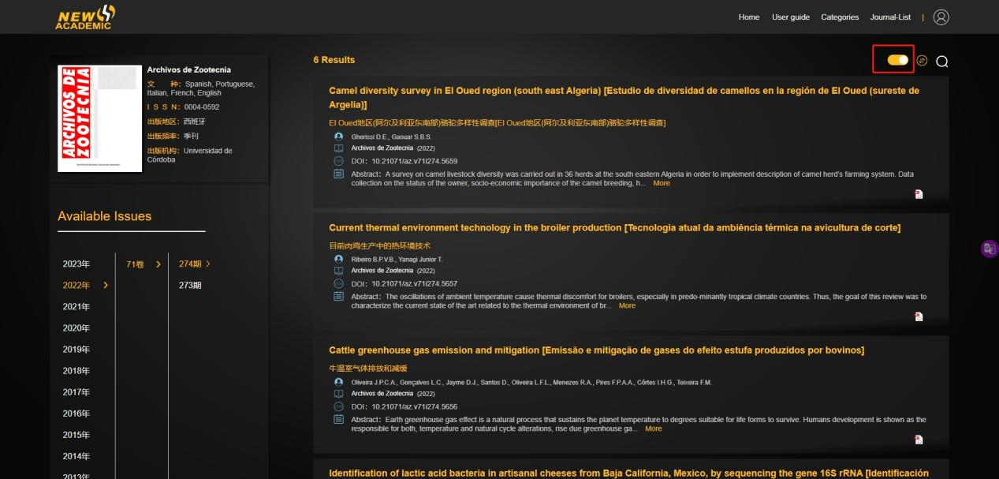 NEW
ACADEMIC
Home User guide Categories Journal-List |
ARCHIVOS DE
ZOOTECNIA
Archivos de Zootecnia
文 种：Spanish, Portuguese,
Italian, French, English
I S S N：0004-0592
出版地区：西班牙
出版频率：季刊
出版机构：Universidad de
Córdoba
Available Issues
2023年 71卷 274期
2022年 273期
2021年
2020年
2019年
2018年
2017年
2016年
2015年
2014年
2013年
6 Results
Camel diversity survey in El Oued region (south east Algeria) [Estudio de diversidad de camellos en la región de El Oued (sureste de
Argelia)]
El Oued地区(阿尔及利亚东南部)骆驼多样性调查[El Oued地区(阿尔及利亚东南部)骆驼多样性调查]
Gherissi D.E., Gaouar S.B.S.
Archivos de Zootecnia (2022)
DOI：10.21071/az.v71i274.5659
Abstract：A survey on camel livestock diversity was carried out in 36 herds at the south eastern Algeria in order to implement description of camel herd's farming system. Data
collection on the status of the owner, socio-economic importance of the camel breeding, h... More
Current thermal environment technology in the broiler production [Tecnologia atual da ambiência térmica na avicultura de corte]
目前肉鸡生产中的热环境技术
Ribeiro B.P.V.B., Yanagi Junior T.
Archivos de Zootecnia (2022)
DOI：10.21071/az.v71i274.5657
Abstract：The oscillations of ambient temperature cause thermal discomfort for broilers, especially in predo-minantly tropical climate countries. Thus, the goal of this review was to
characterize the current state of the art related to the thermal environment of br... More
Cattle greenhouse gas emission and mitigation [Emissão e mitigação de gases do efeito estufa produzidos por bovinos]
牛温室气体排放和减缓
Oliveira J.P.C.A., Gonçalves L.C., Jayme D.J., Santos D., Oliveira L.F.L., Menezes R.A., Pires F.P.A.A., Côrtes I.H.G., Teixeira F.M.
Archivos de Zootecnia (2022)
DOI：10.21071/az.v71i274.5656
Abstract：Earth greenhouse gas effect is a natural process that sustains the planet temperature to degrees suitable for life forms to survive. Humans development is shown as the
responsible for both, temperature and natural cycle alterations, rise due greenhouse ga... More
Identification of lactic acid bacteria in artisanal cheeses from Baja California, Mexico, by sequencing the gene 16S rRNA [Identificación